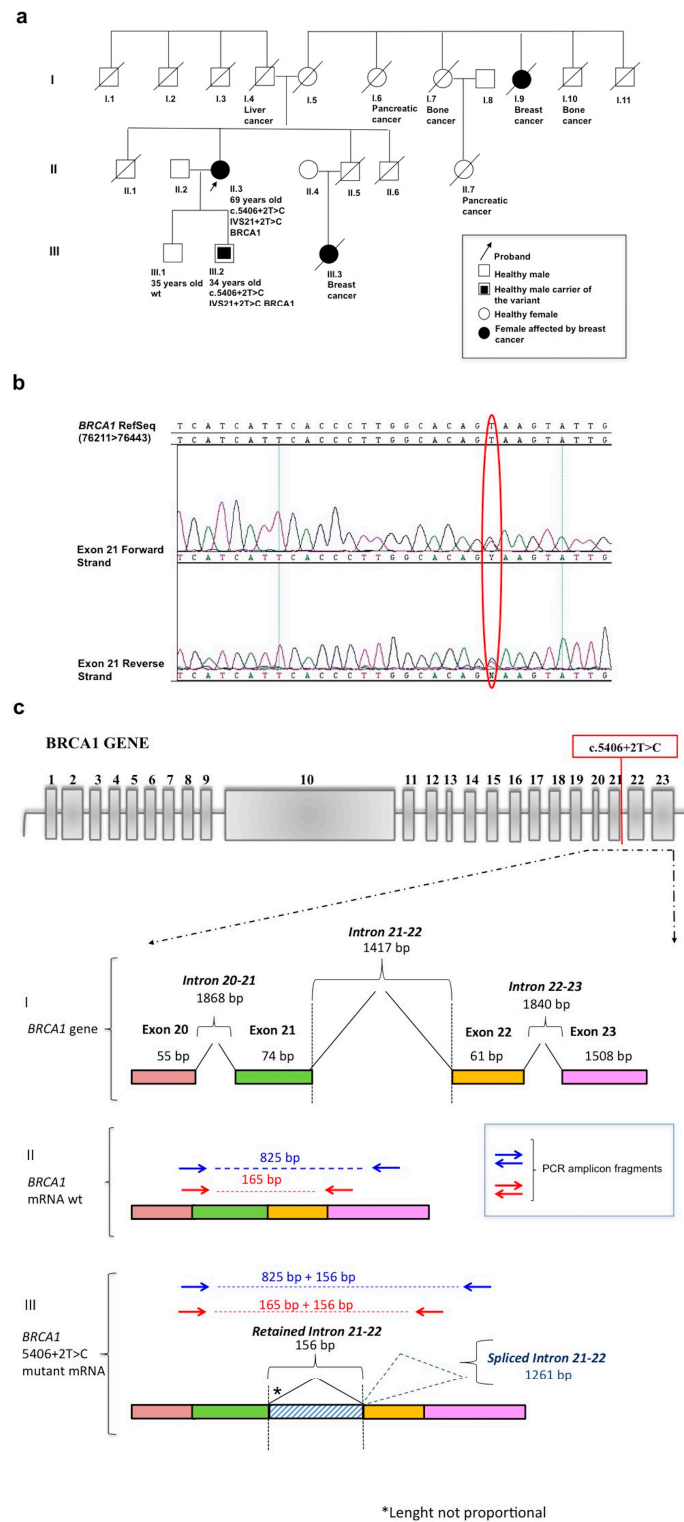 a
I
I.1
I.2
I.3
I.4
Liver
cancer
I.5
I.6
Pancreatic
cancer
I.7
Bone
cancer
I.8
I.9
Breast
cancer
I.10
Bone
cancer
I.11
II
II.1
II.2
II.3
69 years old
c.5406+2T>C
IVS21+2T>C
BRCA1
II.4
II.5
II.6
II.7
Pancreatic
cancer
III
III.1
35 years old
wt
III.2
34 years old
c.5406+2T>C
IVS21+2T>C BRCA1
III.3
Breast
cancer
Proband
Healthy male
Healthy male carrier of
the variant
Healthy female
Female affected by breast
cancer
b
BRCA1 RefSeq
(76211>76443)
T C A T C A T T C A C C C T T G G C A C A G T A A G T A T T G
T C A T C A T T C A C C C T T G G C A C A G T A A G T A T T G
Exon 21 Forward
Strand
T C A T C A T T C A C C C T T G G C A C A G Y A A G T A T T G
Exon 21 Reverse
Strand
T C A T C A T T C A C C C T T G G C A C A G N A A G T A T T G
c
BRCA1 GENE
c.5406+2T>C
1 2 3 4 5 6 7 8 9 10 11 12 13 14 15 16 17 18 19 20 21 22 23
I
BRCA1 gene
Intron 21-22
1417 bp
Intron 20-21
1868 bp
Intron 22-23
1840 bp
Exon 20
55 bp
Exon 21
74 bp
Exon 22
61 bp
Exon 23
1508 bp
II
BRCA1
mRNA wt
825 bp
165 bp
PCR amplicon fragments
III
BRCA1
5406+2T>C
mutant mRNA
825 bp + 156 bp
165 bp + 156 bp
Retained Intron 21-22
156 bp
*
Spliced Intron 21-22
1261 bp
*Lenght not proportional